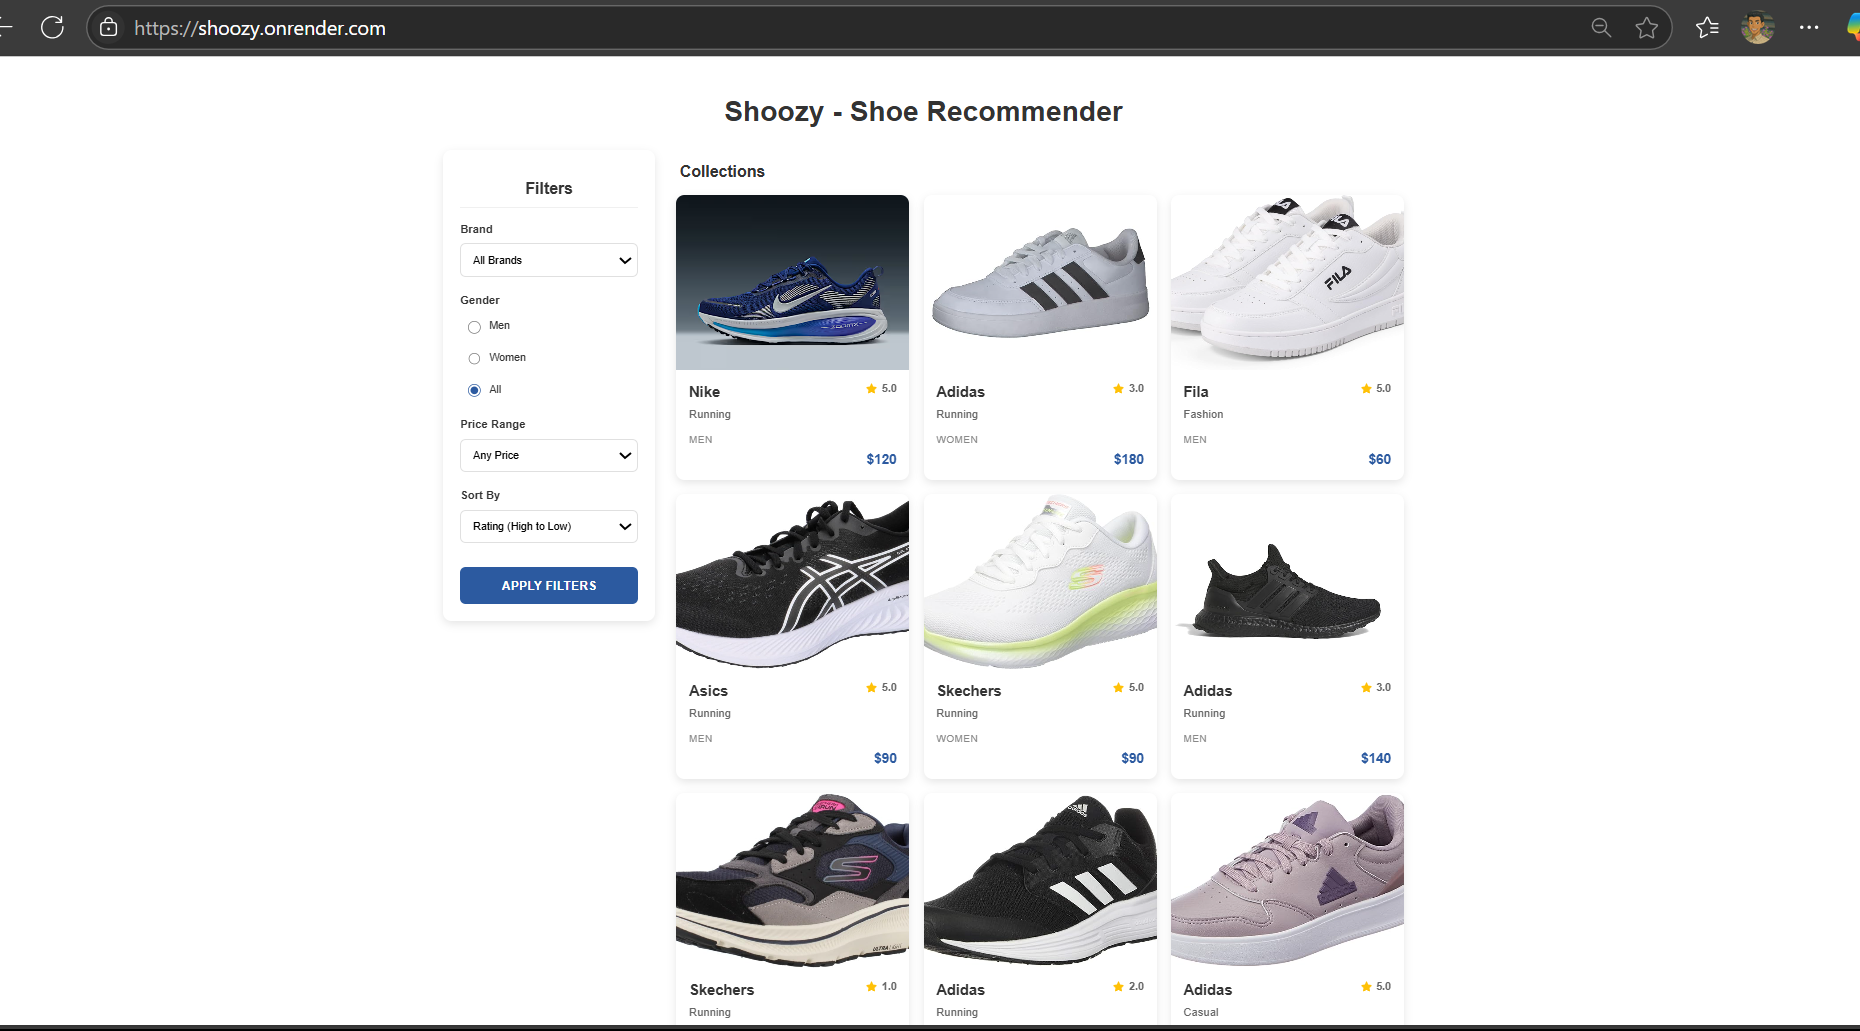 https://shoozy.onrender.com
Shoozy - Shoe Recommender
Filters
Brand
All Brands
Gender
Men
Women
All
Price Range
Any Price
Sort By
Rating (High to Low)
APPLY FILTERS
Collections
Nike
5.0
Running
MEN
$120
Adidas
3.0
Running
WOMEN
$180
FILA
FILA
FILA
Fila
5.0
Fashion
MEN
$60
Asics
5.0
Running
MEN
$90
Skechers
5.0
Running
WOMEN
$90
Adidas
3.0
Running
MEN
$140
Skechers
1.0
Running
adidas
Adidas
2.0
Running
Adidas
5.0
Casual